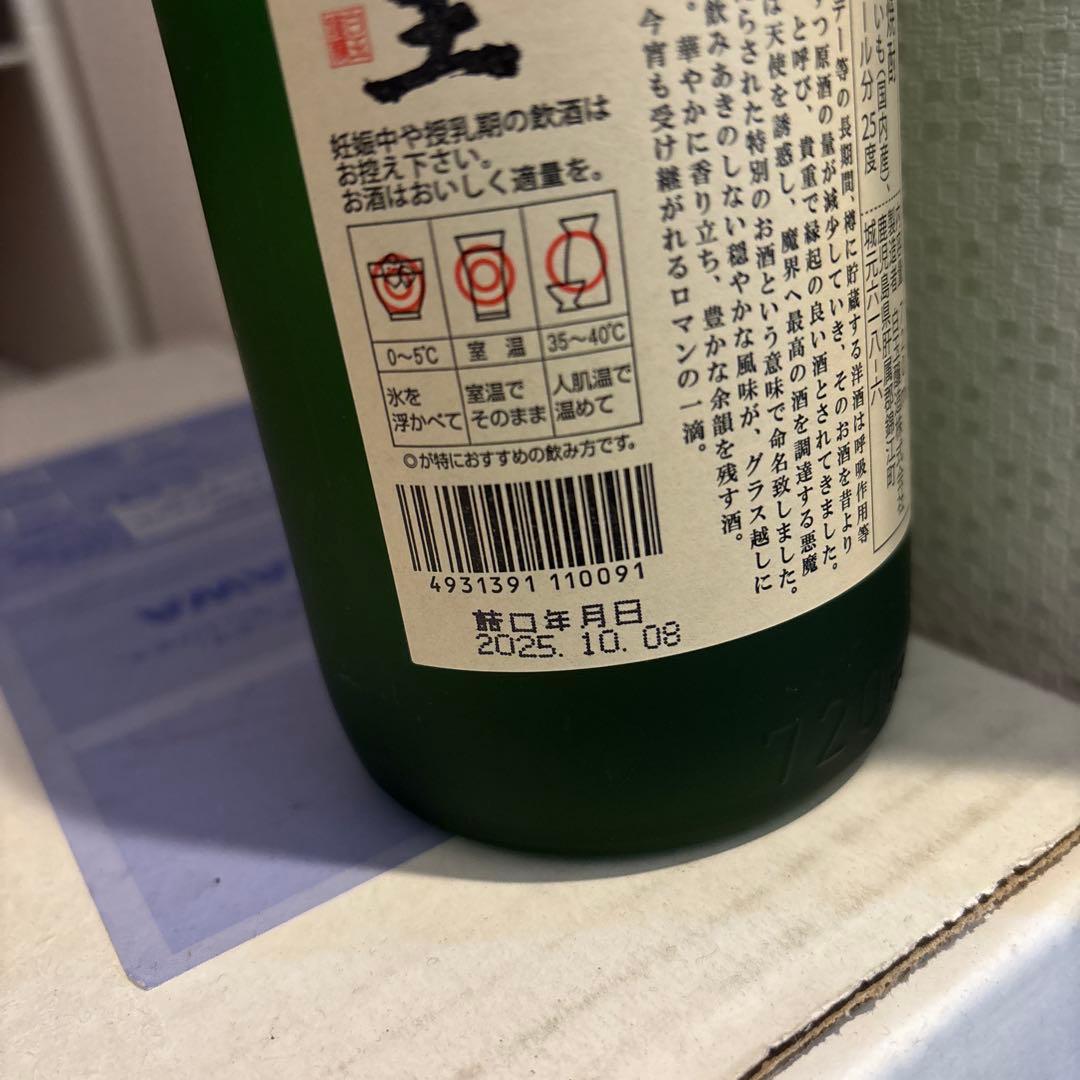 王
妊娠中や授乳期の飲酒は
お控え下さい。
お酒はおいしく適量を。
0～5℃
室温
35～40℃
氷を
浮かべて
室温で
そのまま
人肌温で
温めて
◎が特におすすめの飲み方です。
4931391 110091
詰口年月日
2025. 10. 08
いも(国内産)、
ール分 25度
製造者
鹿児島県肝属郡錦江町
城元六一八-六
デー等の長期間、樽に貯蔵する洋酒は呼吸作用等
ずつ原酒の量が減少していき、そのお酒を昔より
と呼び、貴重で縁起の良い酒とされてきました。
は天使を誘惑し、魔界へ最高の酒を調達する悪魔
らされた特別のお酒という意味で命名致しました。
飲みあきのしない穏やかな風味が、グラス越しに
。華やかに香り立ち、豊かな余韻を残す酒。
今宵も受け継がれるロマンの一滴。
720